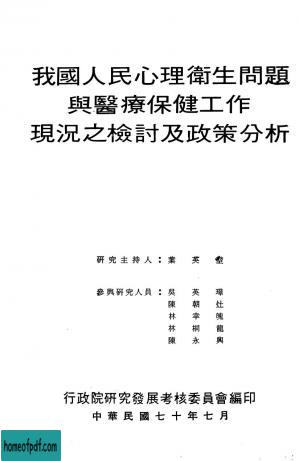 我國人民心理衛生問題
與醫療保健工作
現況之檢討及政策分析
研究主持人：葉英堃
參與研究人員：吳英璋
陳朝灶
林幸魄
林桐龍
陳永興
行政院研究發展考核委員會編印
中華民國七十年七月
homeofpdf.com